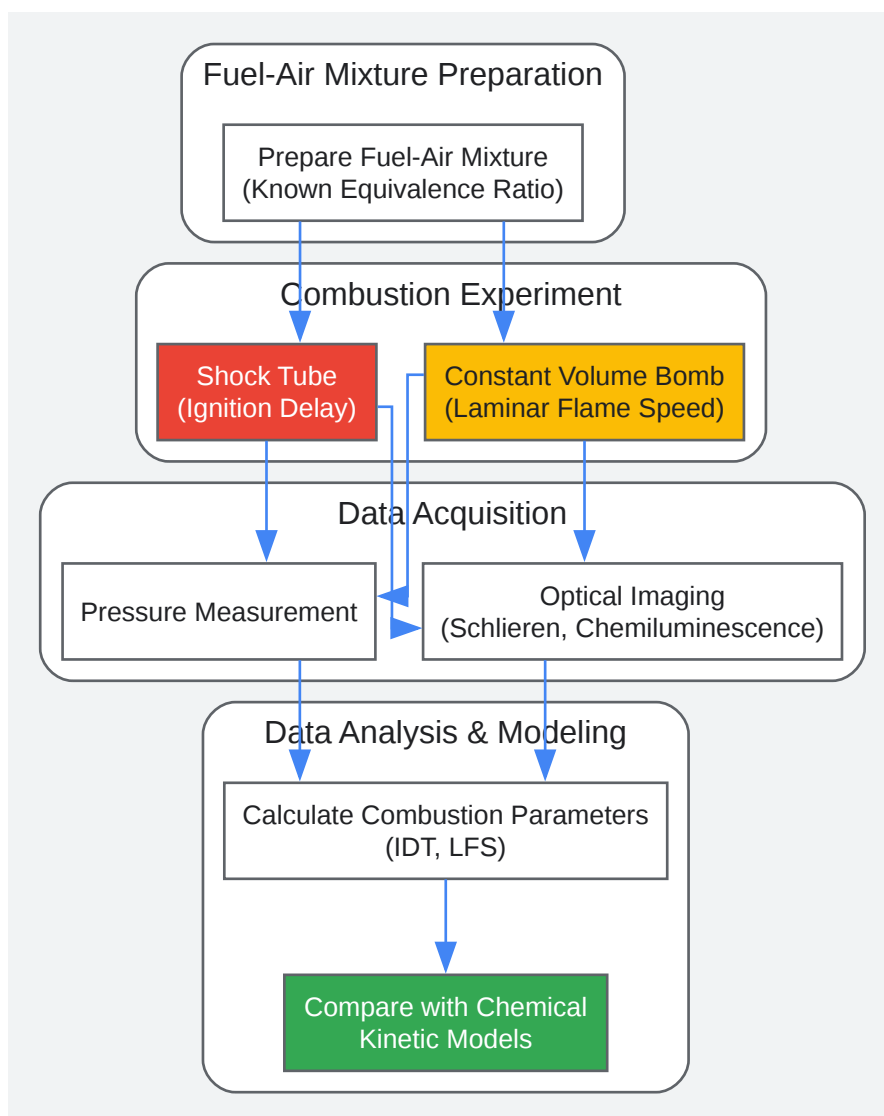 Fuel-Air Mixture Preparation
Prepare Fuel-Air Mixture
(Known Equivalence Ratio)
Combustion Experiment
Shock Tube
(Ignition Delay)
Constant Volume Bomb
(Laminar Flame Speed)
Data Acquisition
Pressure Measurement
Optical Imaging
(Schlieren, Chemiluminescence)
Data Analysis & Modeling
Calculate Combustion Parameters
(IDT, LFS)
Compare with Chemical
Kinetic Models